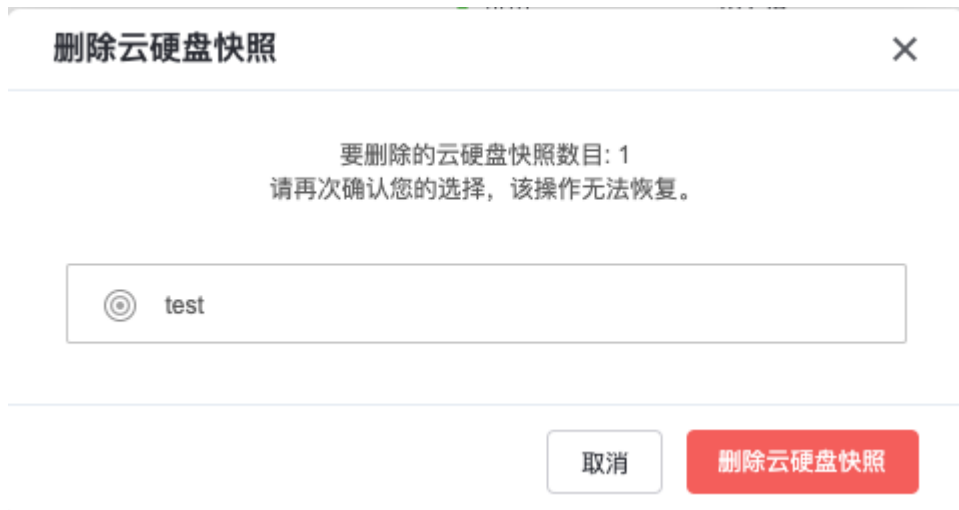 删除云硬盘快照
要删除的云硬盘快照数目: 1
请再次确认您的选择，该操作无法恢复。
test
取消
删除云硬盘快照